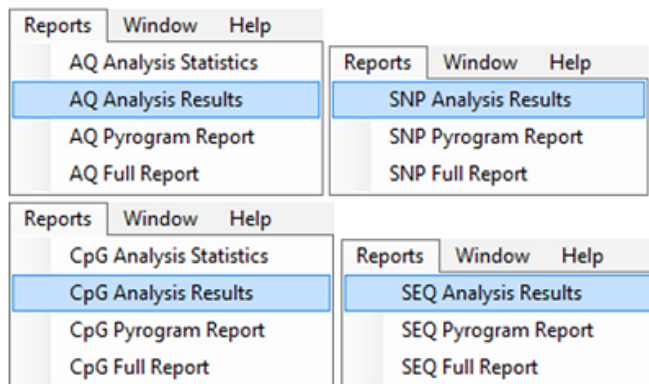 Reports Window Help
AQ Analysis Statistics
AQ Analysis Results
AQ Pyrogram Report
AQ Full Report
Reports Window Help
SNP Analysis Results
SNP Pyrogram Report
SNP Full Report
Reports Window Help
CpG Analysis Statistics
CpG Analysis Results
CpG Pyrogram Report
CpG Full Report
Reports Window Help
SEQ Analysis Results
SEQ Pyrogram Report
SEQ Full Report